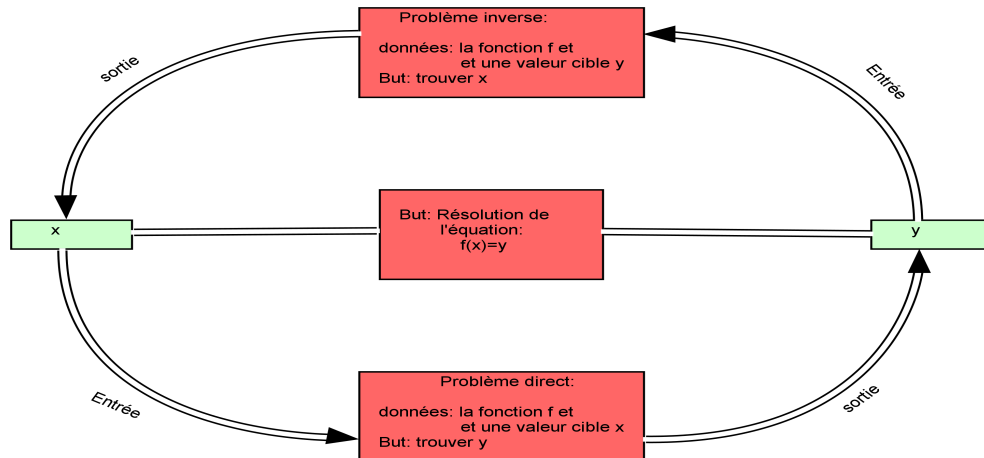 Problème inverse:
données: la fonction f et
et une valeur cible y
But: trouver x
sortie
Entrée
x
But: Résolution de
l'équation:
f(x)=y
y
Entrée
sortie
Problème direct:
données: la fonction f et
et une valeur cible x
But: trouver y